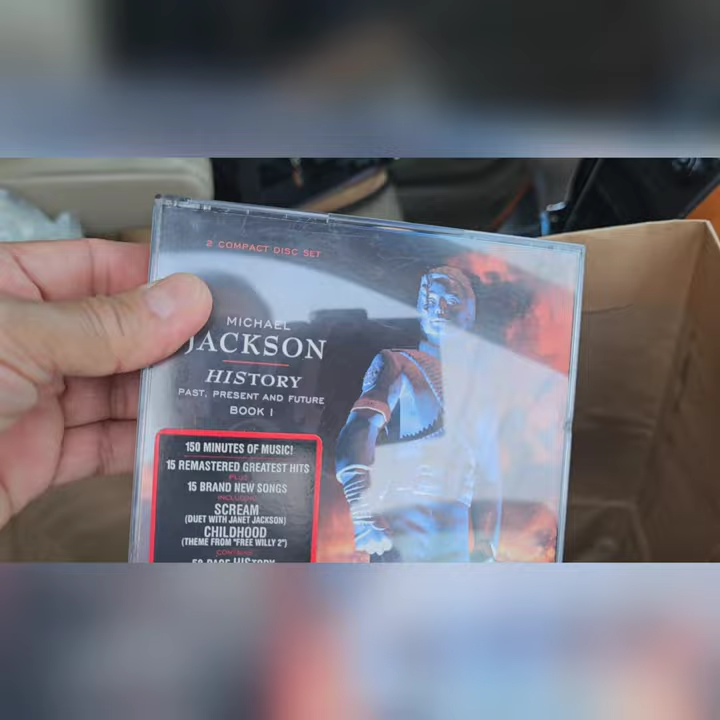 2 COMPACT DISC SET
MICHAEL
JACKSON
HISTORY
PAST, PRESENT AND FUTURE
BOOK I
150 MINUTES OF MUSIC!
15 REMASTERED GREATEST HITS
PLUS
15 BRAND NEW SONGS
INCLUDING
SCREAM
(DUET WITH JANET JACKSON)
CHILDHOOD
(THEME FROM "FREE WILLY 2")